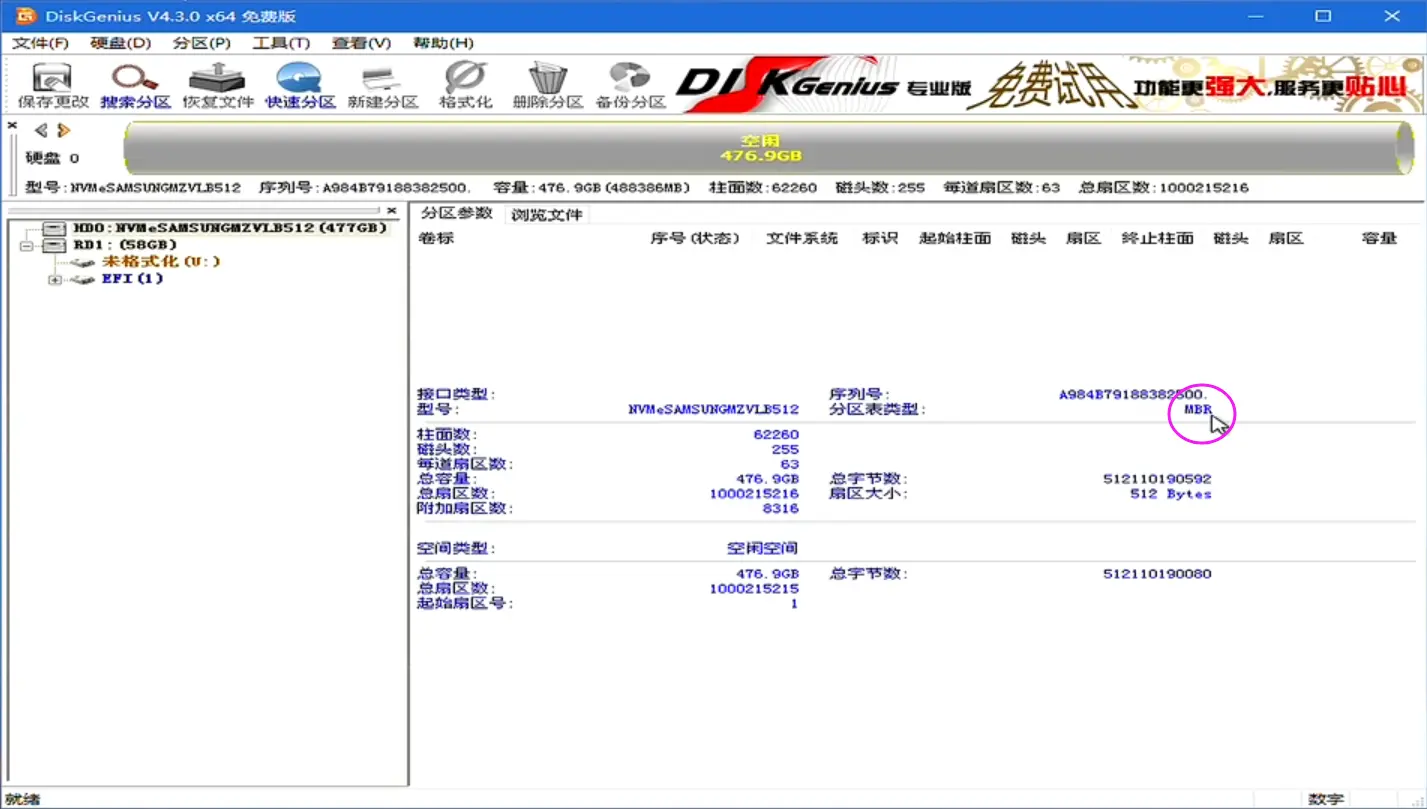 DiskGenius V4.3.0 x64 免费版
文件(F) 硬盘(D) 分区(P) 工具(T) 查看(V) 帮助(H)
保存更改 搜索分区 恢复文件 快速分区 新建分区 格式化 删除分区 备份分区 DISKGenius 专业版 免费试用 功能更强大,服务更贴心
空闲
476.9GB
硬盘 0
型号:NVMeSAMSUNGMZVLB512 序列号:A984B79188382500. 容量:476.9GB(488386MB) 柱面数:62260 磁头数:255 每道扇区数:63 总扇区数:1000215216
HD0:NVMeSAMSUNGMZVLB512(477GB)
RD1:(58GB)
未格式化(U:)
EFI(1)
分区参数 浏览文件
卷标 序号(状态) 文件系统 标识 起始柱面 磁头 扇区 终止柱面 磁头 扇区 容量
接口类型: 序列号: A984B79188382500.
型号: NVMeSAMSUNGMZVLB512 分区表类型: MBR
柱面数: 62260
磁头数: 255
每道扇区数: 63
总容量: 476.9GB 总字节数: 512110190592
总扇区数: 1000215216 扇区大小: 512 Bytes
附加扇区数: 8316
空间类型: 空闲空间
总容量: 476.9GB 总字节数: 512110190080
总扇区数: 1000215215
起始扇区号: 1
就绪 数字